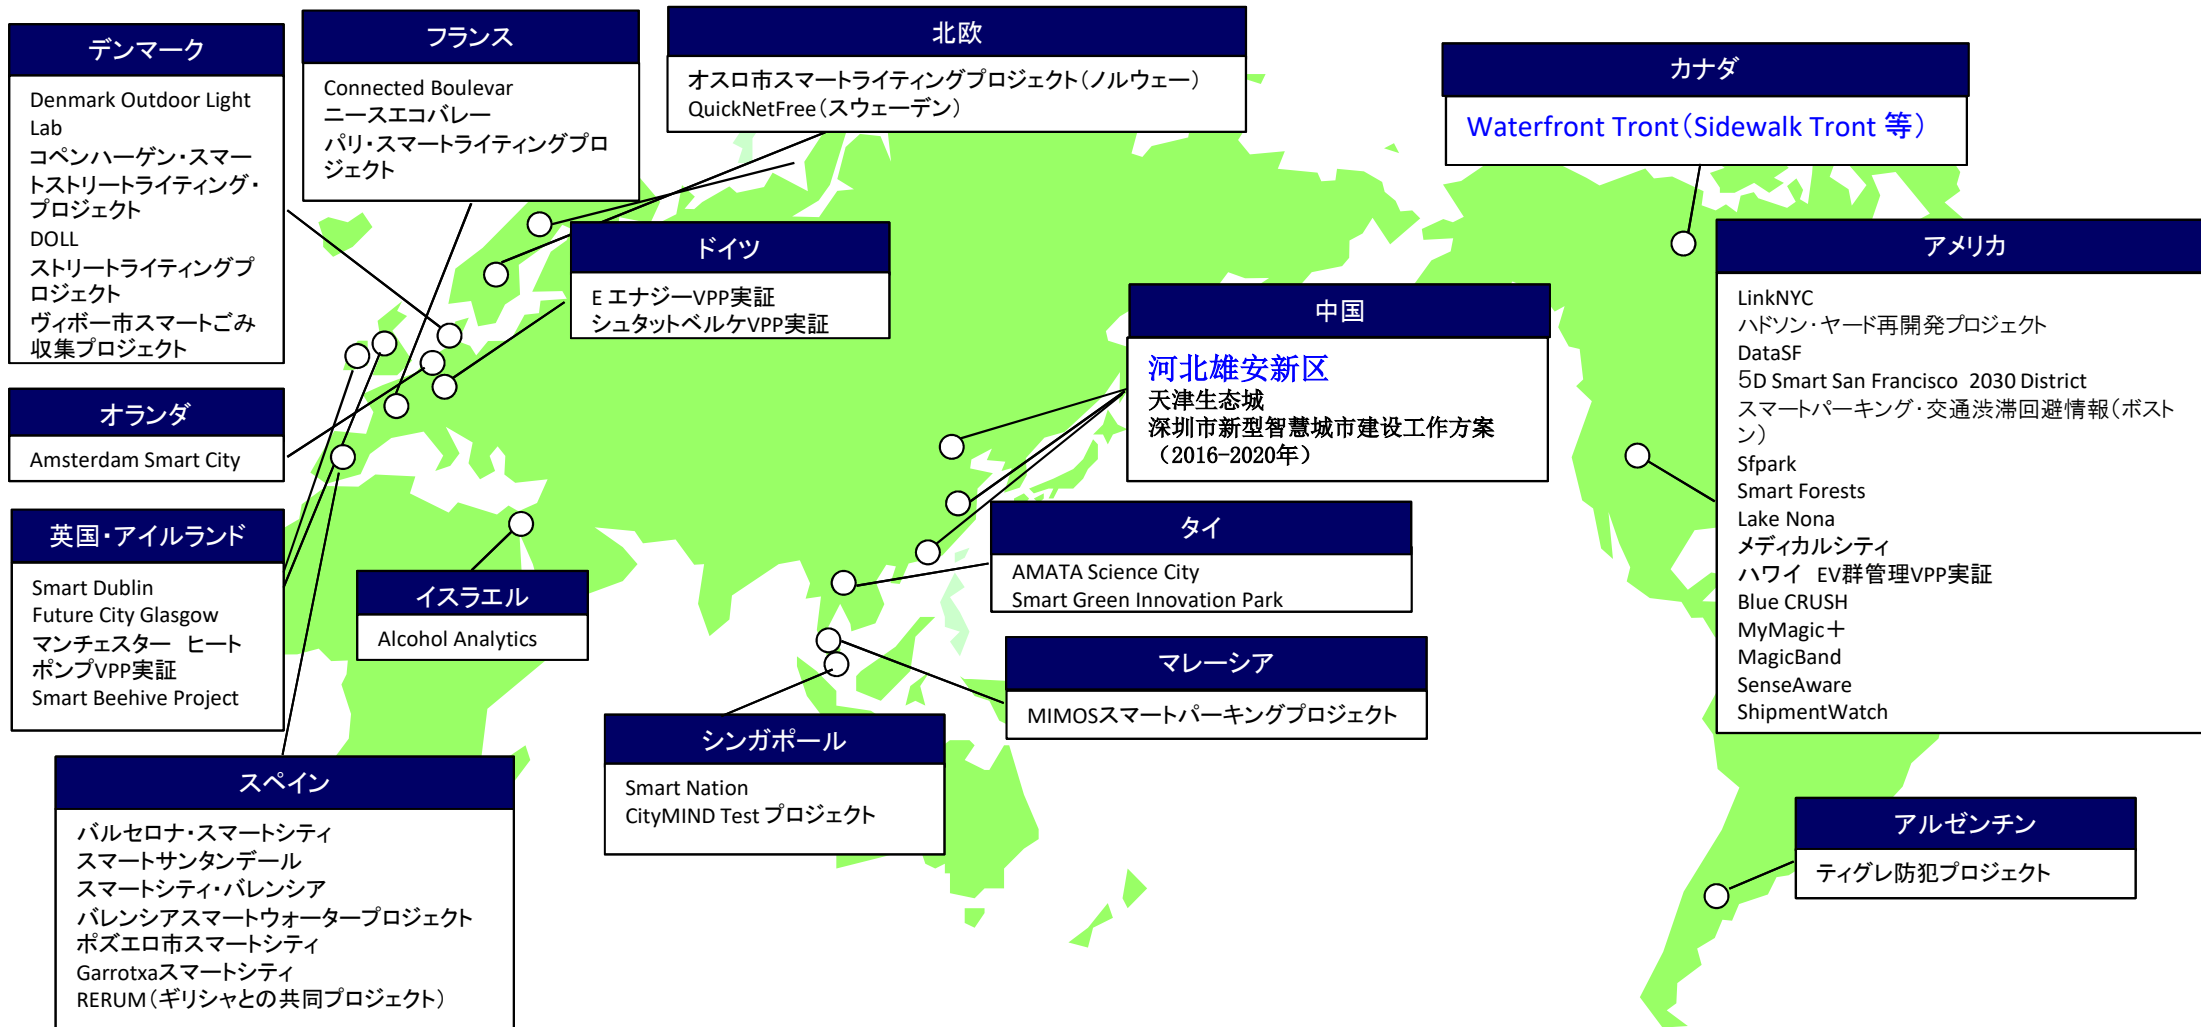 デンマーク
Denmark Outdoor Light
Lab
コペンハーゲン・スマー
トストリートライティング・
プロジェクト
DOLL
ストリートライティングプ
ロジェクト
ヴィボー市スマートごみ
収集プロジェクト
フランス
Connected Boulevar
ニースエコバレー
パリ・スマートライティングプロ
ジェクト
北欧
オスロ市スマートライティングプロジェクト(ノルウェー)
QuickNetFree(スウェーデン)
カナダ
Waterfront Tront(Sidewalk Tront 等)
ドイツ
E エナジーVPP実証
シュタットベルケVPP実証
アメリカ
LinkNYC
ハドソン・ヤード再開発プロジェクト
DataSF
5D Smart San Francisco 2030 District
スマートパーキング・交通渋滞回避情報(ボスト
ン)
Sfpark
Smart Forests
Lake Nona
メディカルシティ
ハワイ EV群管理VPP実証
Blue CRUSH
MyMagic+
MagicBand
SenseAware
ShipmentWatch
中国
河北雄安新区
天津生态城
深圳市新型智慧城市建设工作方案
(2016-2020年)
オランダ
Amsterdam Smart City
英国・アイルランド
Smart Dublin
Future City Glasgow
マンチェスター ヒート
ポンプVPP実証
Smart Beehive Project
イスラエル
Alcohol Analytics
タイ
AMATA Science City
Smart Green Innovation Park
マレーシア
MIMOSスマートパーキングプロジェクト
シンガポール
Smart Nation
CityMIND Test プロジェクト
スペイン
バルセロナ・スマートシティ
スマートサンタンデール
スマートシティ・バレンシア
バレンシアスマートウォータープロジェクト
ポズエロ市スマートシティ
Garrotxaスマートシティ
RERUM(ギリシャとの共同プロジェクト)
アルゼンチン
ティグレ防犯プロジェクト